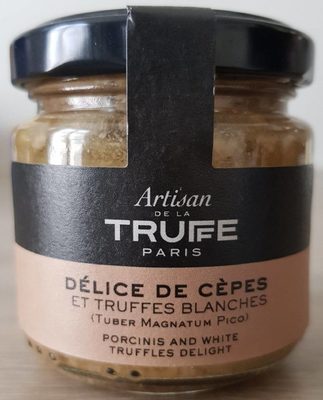 Artisan
DE LA
TRUFFE
PARIS
DÉLICE DE CÈPES
ET TRUFFES BLANCHES
(TUBER MAGNATUM PICO)
PORCINIS AND WHITE
TRUFFLES DELIGHT